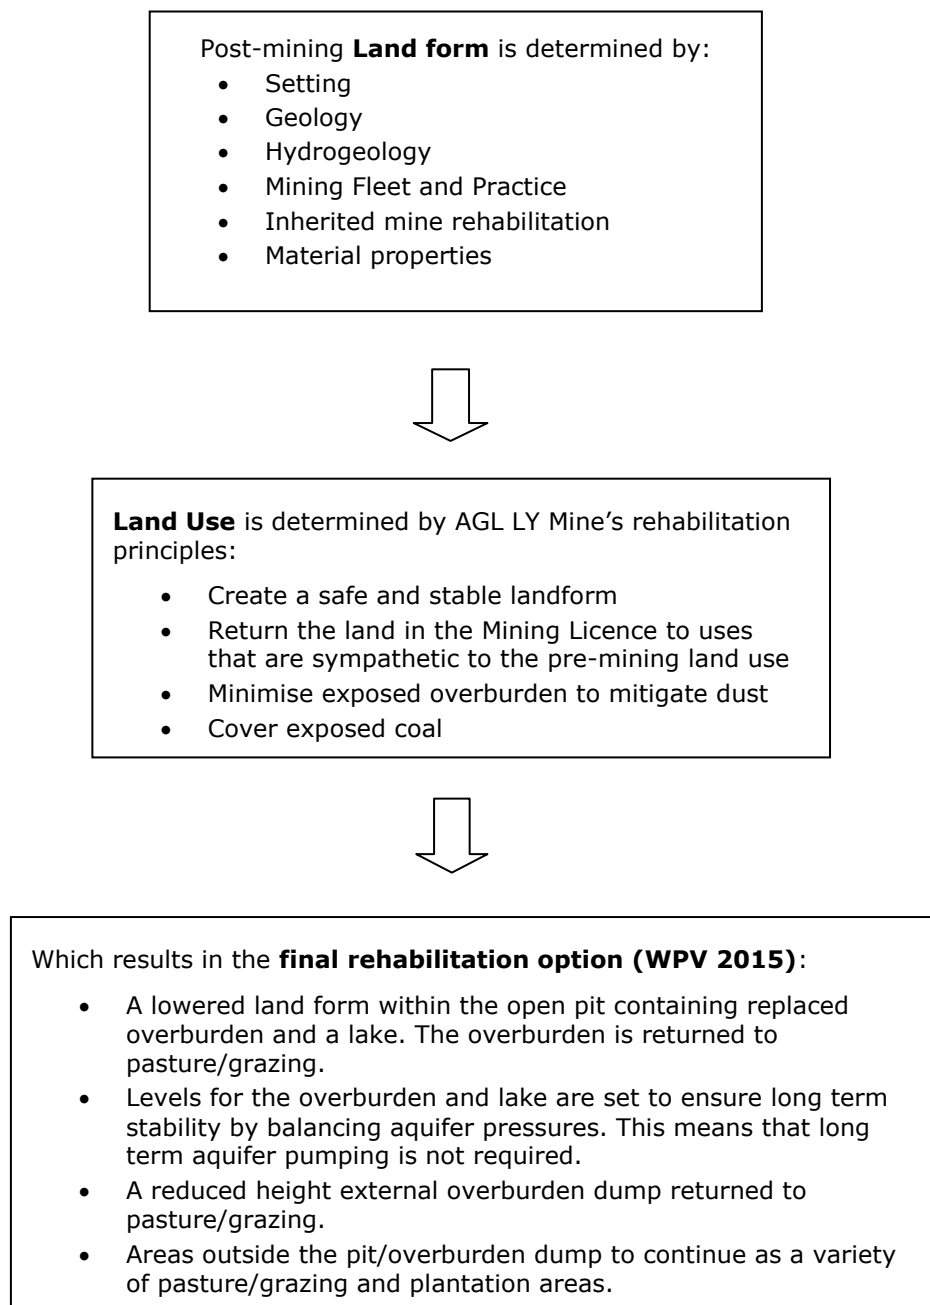 Post-mining Land form is determined by:
• Setting
• Geology
• Hydrogeology
• Mining Fleet and Practice
• Inherited mine rehabilitation
• Material properties
Land Use is determined by AGL LY Mine’s rehabilitation
principles:
• Create a safe and stable landform
• Return the land in the Mining Licence to uses
that are sympathetic to the pre-mining land use
• Minimise exposed overburden to mitigate dust
• Cover exposed coal
Which results in the final rehabilitation option (WPV 2015):
• A lowered land form within the open pit containing replaced
overburden and a lake. The overburden is returned to
pasture/grazing.
• Levels for the overburden and lake are set to ensure long term
stability by balancing aquifer pressures. This means that long
term aquifer pumping is not required.
• A reduced height external overburden dump returned to
pasture/grazing.
• Areas outside the pit/overburden dump to continue as a variety
of pasture/grazing and plantation areas.